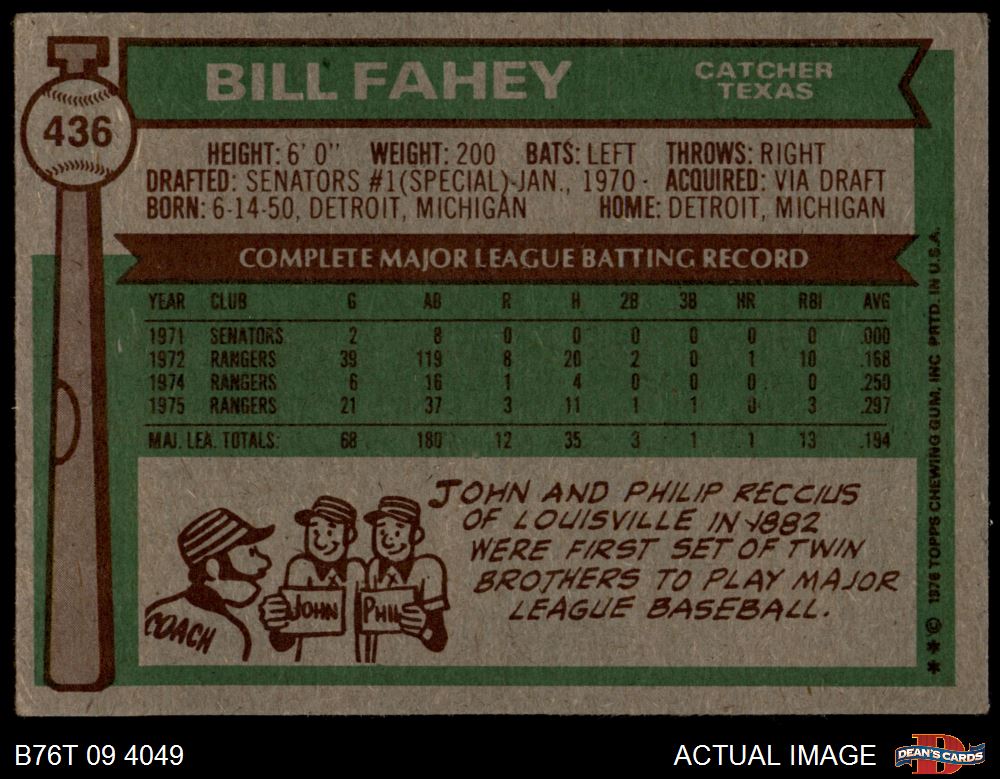 BILL FAHEY
CATCHER
TEXAS
436
HEIGHT: 6' 0" WEIGHT: 200 BATS: LEFT THROWS: RIGHT
DRAFTED: SENATORS #1(SPECIAL)-JAN., 1970 - ACQUIRED: VIA DRAFT
BORN: 6-14-50, DETROIT, MICHIGAN HOME: DETROIT, MICHIGAN
COMPLETE MAJOR LEAGUE BATTING RECORD
YEAR CLUB G AB R H 2B 3B HR RBI AVG
1971 SENATORS 2 8 0 0 0 0 0 0 .000
1972 RANGERS 39 119 8 20 2 0 1 10 .168
1974 RANGERS 6 16 1 4 0 0 0 0 .250
1975 RANGERS 21 37 3 11 1 1 0 3 .297
MAJ. LEA. TOTALS: 68 180 12 35 3 1 1 13 .194
JOHN AND PHILIP RECCIUS
OF LOUISVILLE IN 1882
WERE FIRST SET OF TWIN
BROTHERS TO PLAY MAJOR
LEAGUE BASEBALL.
COACH
JOHN
PHIL
* * © 1976 TOPPS CHEWING GUM, INC PRTD. IN U.S.A.
B76T 09 4049
ACTUAL IMAGE
D
DEAN'S CARDS